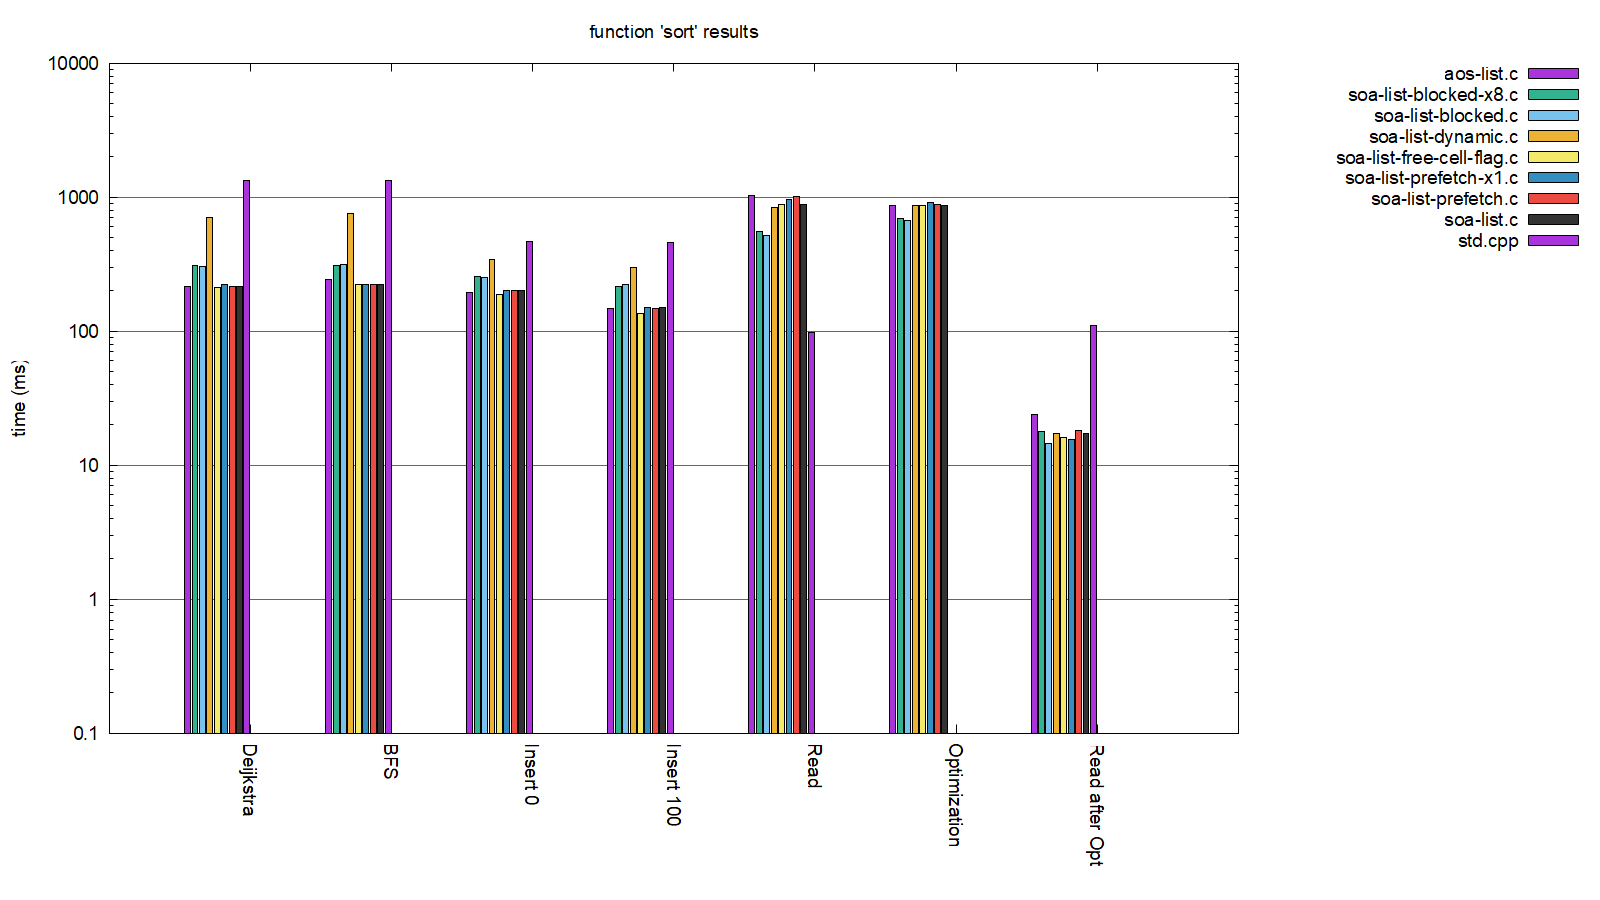 function 'sort' results
10000
1000
100
10
1
0.1
time (ms)
Deijkstra
BFS
Insert 0
Insert 100
Read
Optimization
Read after Opt
aos-list.c
soa-list-blocked-x8.c
soa-list-blocked.c
soa-list-dynamic.c
soa-list-free-cell-flag.c
soa-list-prefetch-x1.c
soa-list-prefetch.c
soa-list.c
std.cpp